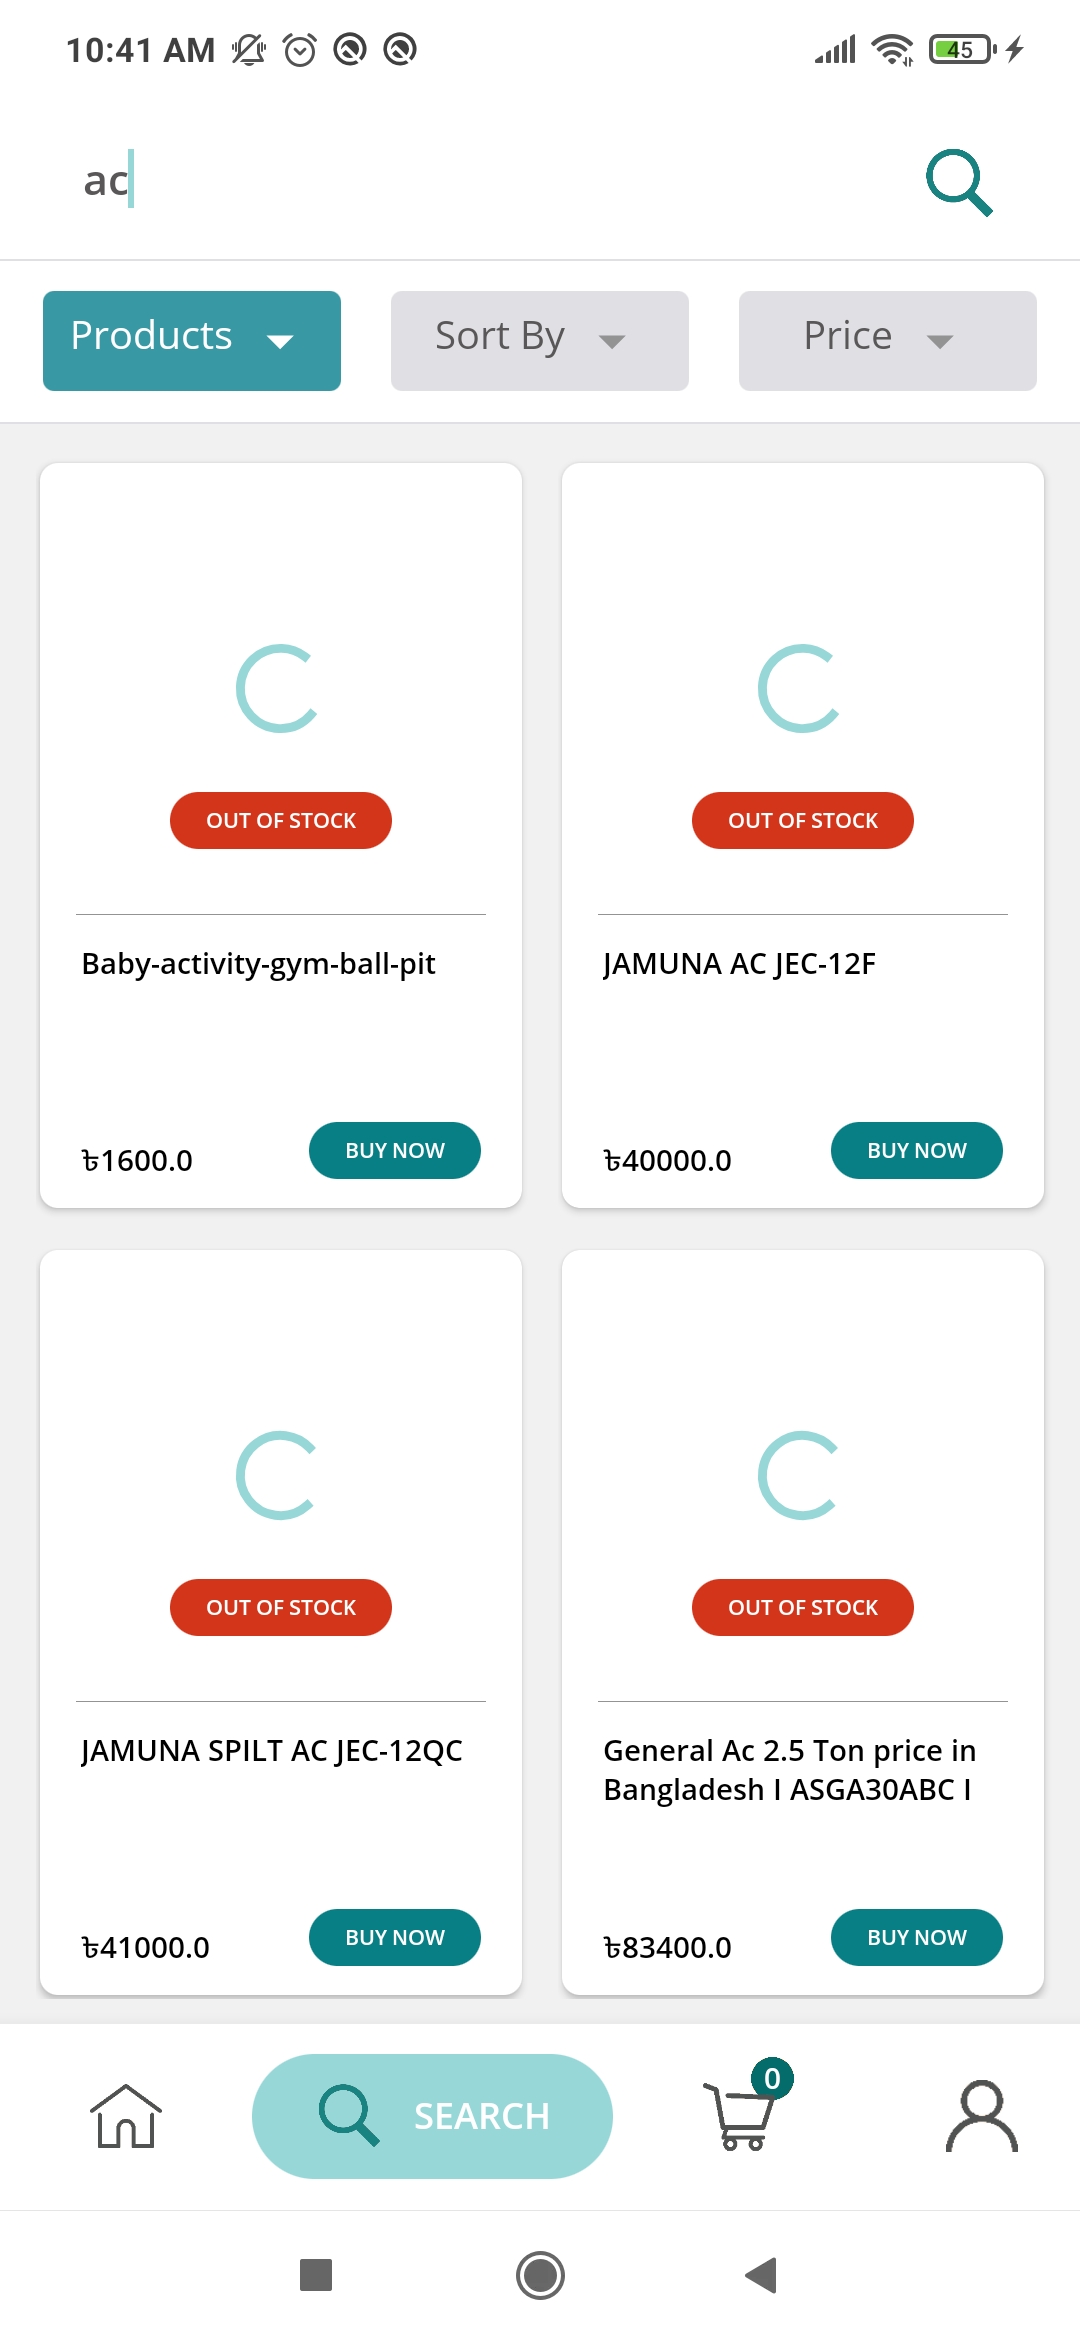 10:41 AM
45
ac
Products
Sort By
Price
OUT OF STOCK
OUT OF STOCK
Baby-activity-gym-ball-pit
JAMUNA AC JEC-12F
৳1600.0
BUY NOW
৳40000.0
BUY NOW
OUT OF STOCK
OUT OF STOCK
JAMUNA SPILT AC JEC-12QC
General Ac 2.5 Ton price in
Bangladesh I ASGA30ABC I
৳41000.0
BUY NOW
৳83400.0
BUY NOW
SEARCH
0